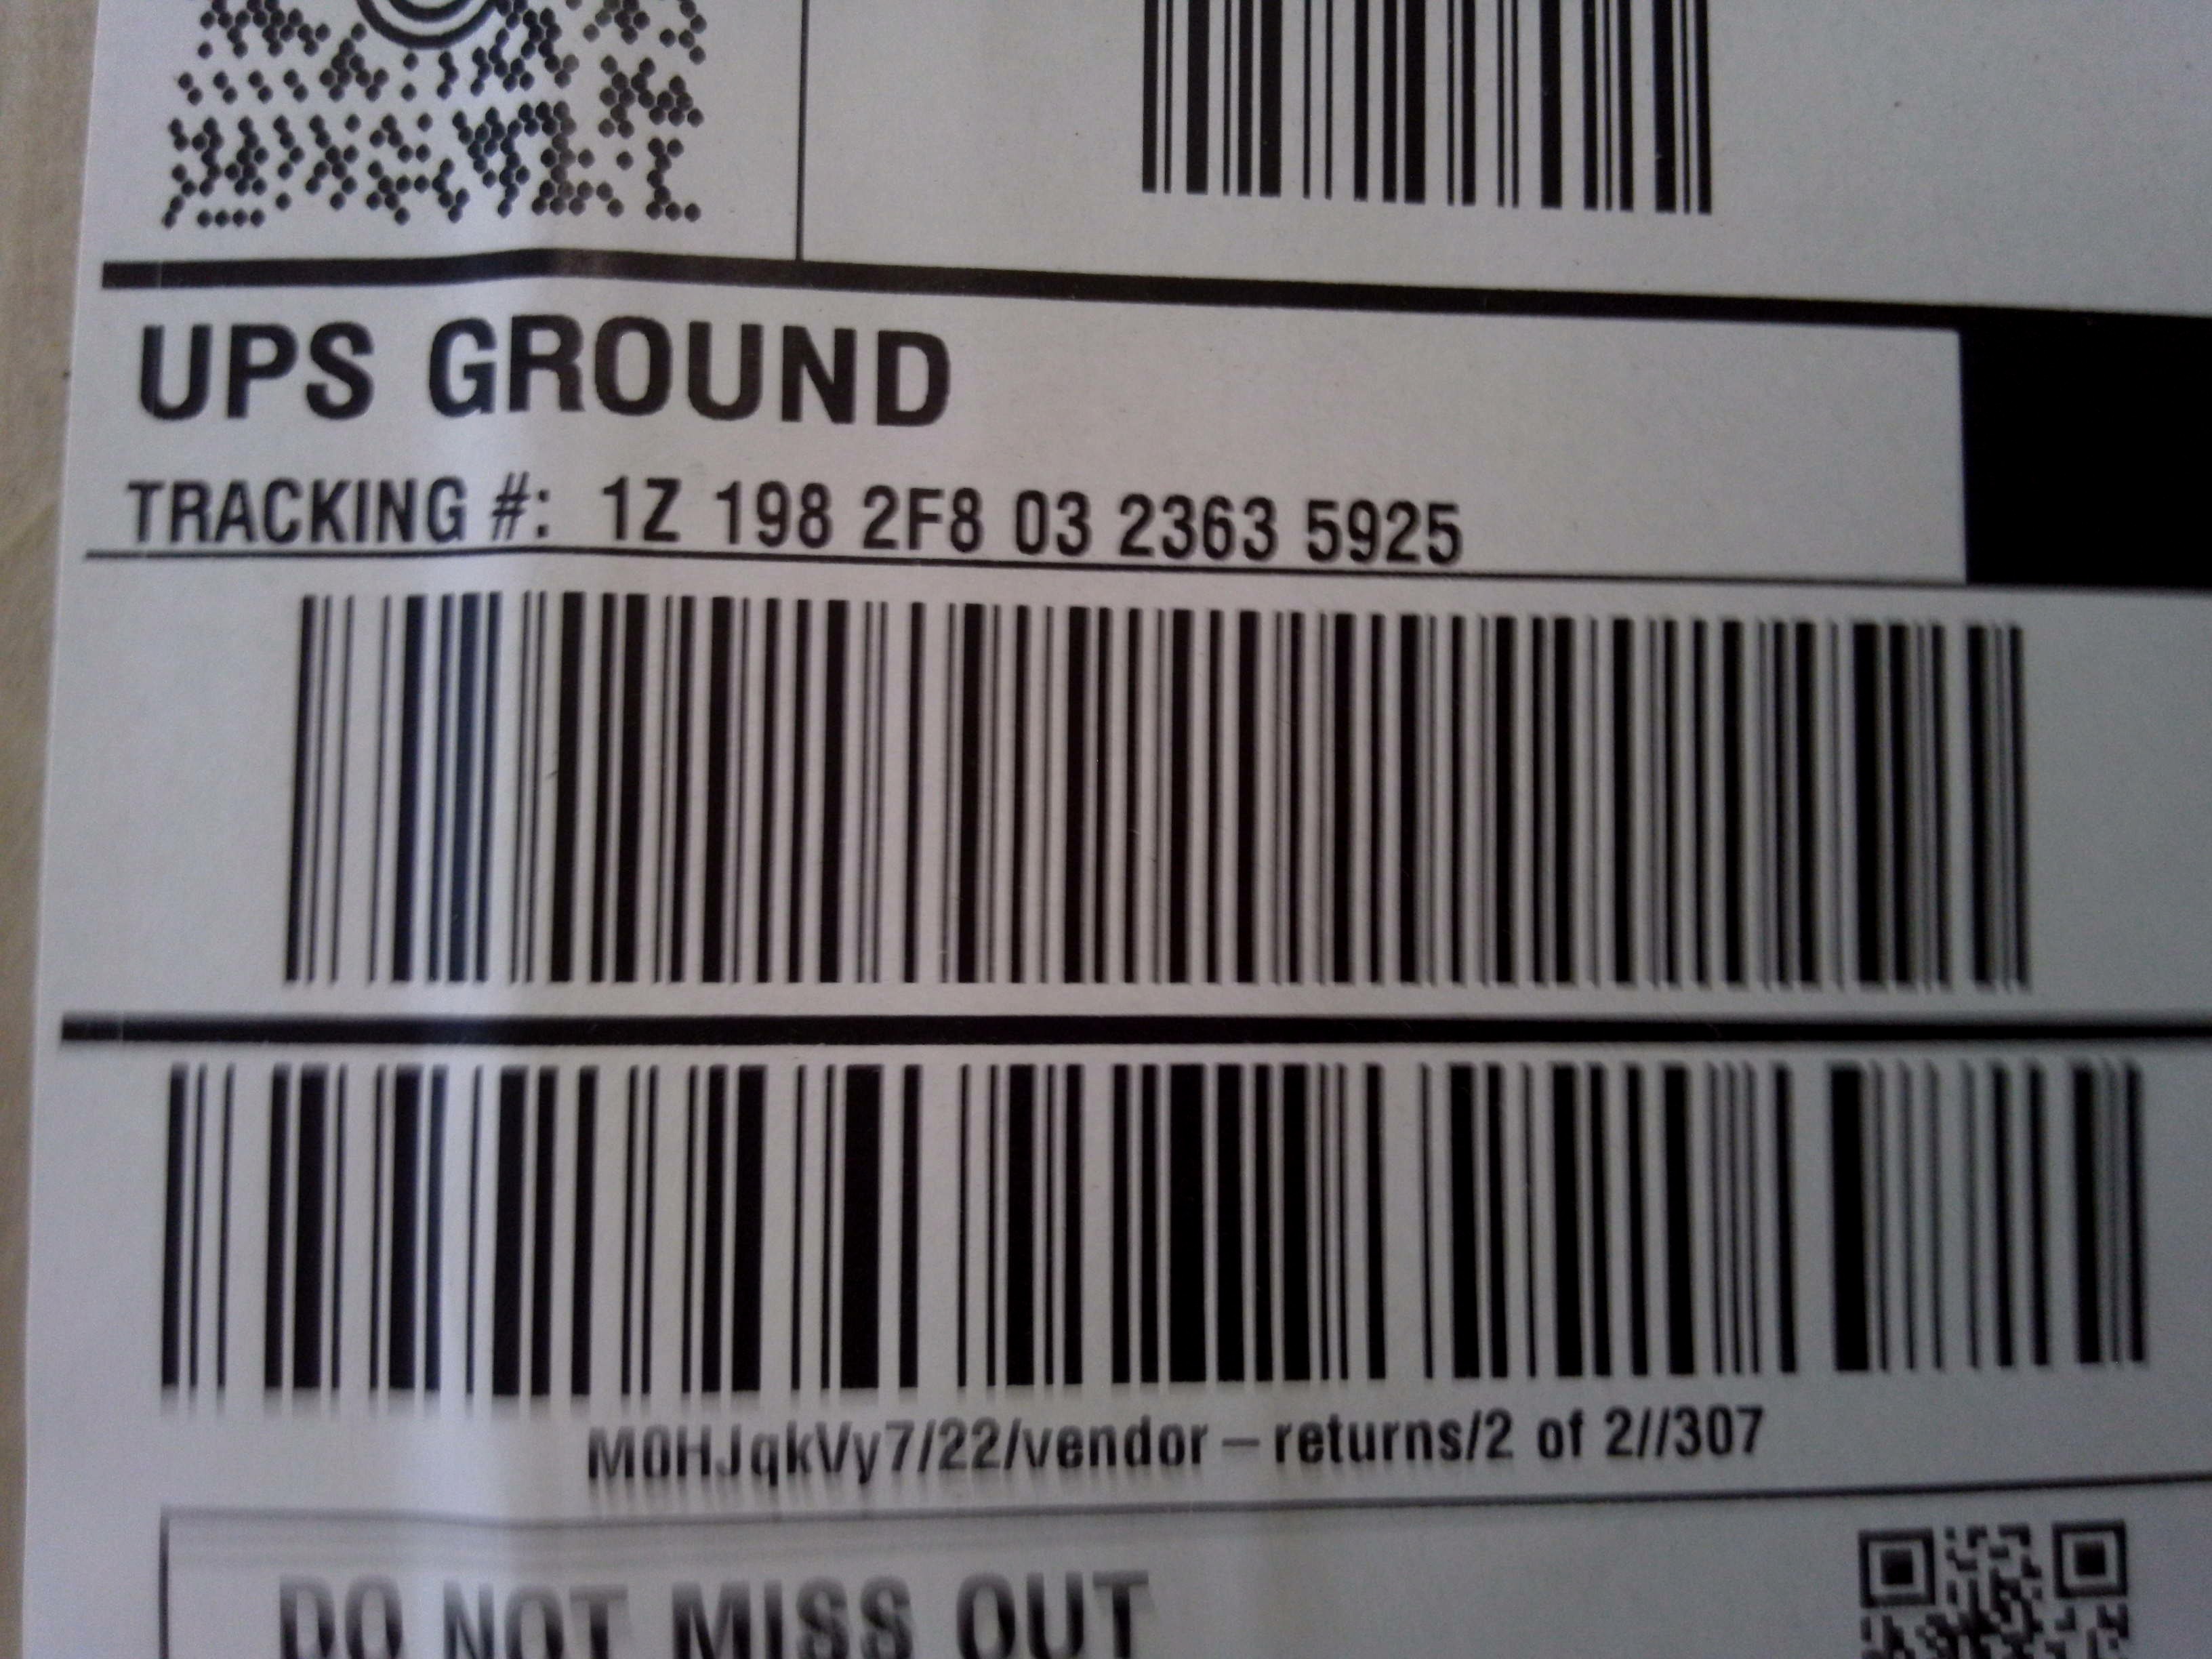 UPS GROUND
TRACKING #: 1Z 198 2F8 03 2363 5925
M0HJqkVy7/22/vendor-returns/2 of 2//307
DO NOT MISS OUT